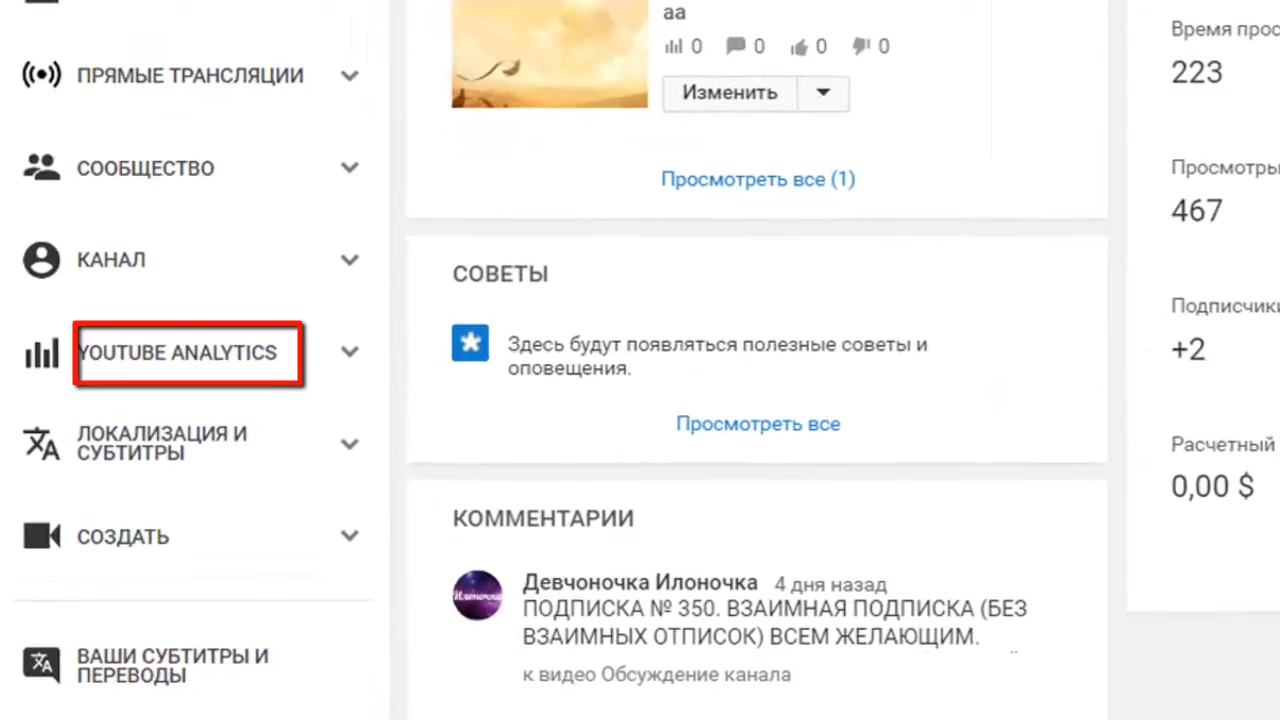 ПРЯМЫЕ ТРАНСЛЯЦИИ
СООБЩЕСТВО
КАНАЛ
YOUTUBE ANALYTICS
ЛОКАЛИЗАЦИЯ И
СУБТИТРЫ
СОЗДАТЬ
ВАШИ СУБТИТРЫ И
ПЕРЕВОДЫ
aa
0 0 0 0
Изменить
Просмотреть все (1)
СОВЕТЫ
Здесь будут появляться полезные советы и
оповещения.
Просмотреть все
КОММЕНТАРИИ
Илоночка
Девчоночка Илоночка 4 дня назад
ПОДПИСКА № 350. ВЗАИМНАЯ ПОДПИСКА (БЕЗ
ВЗАИМНЫХ ОТПИСОК) ВСЕМ ЖЕЛАЮЩИМ.
к видео Обсуждение канала
Время прос
223
Просмотры
467
Подписчики
+2
Расчетный
0,00 $